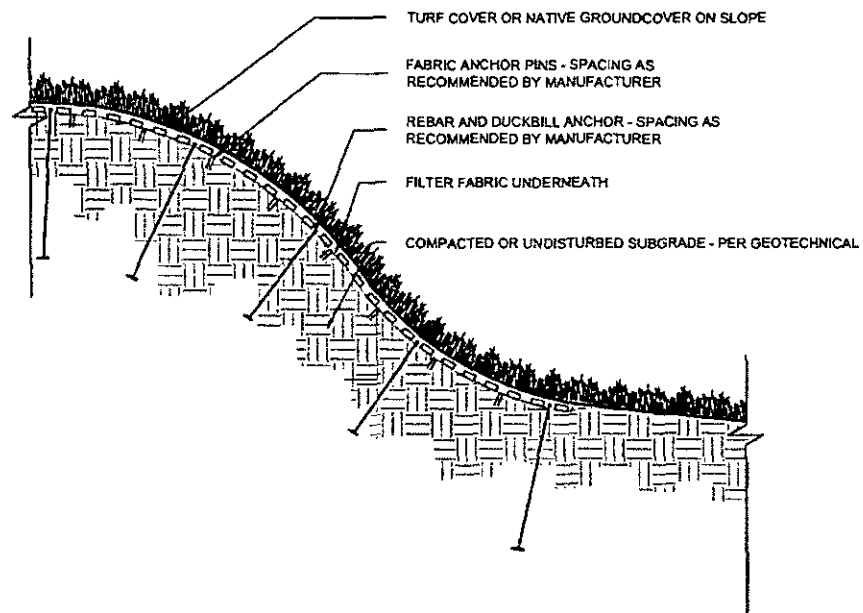 TURF COVER OR NATIVE GROUNDCOVER ON SLOPE
FABRIC ANCHOR PINS - SPACING AS
RECOMMENDED BY MANUFACTURER
REBAR AND DUCKBILL ANCHOR - SPACING AS
RECOMMENDED BY MANUFACTURER
FILTER FABRIC UNDERNEATH
COMPACTED OR UNDISTURBED SUBGRADE - PER GEOTECHNICAL